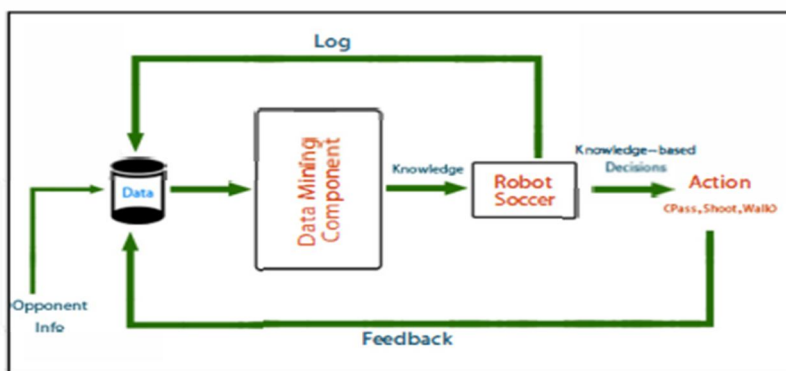 Log
Data
Data Mining
Component
Knowledge
Robot
Soccer
Knowledge-based
Decisions
Action
(Pass,Shoot,Walk)
Opponent
Info
Feedback